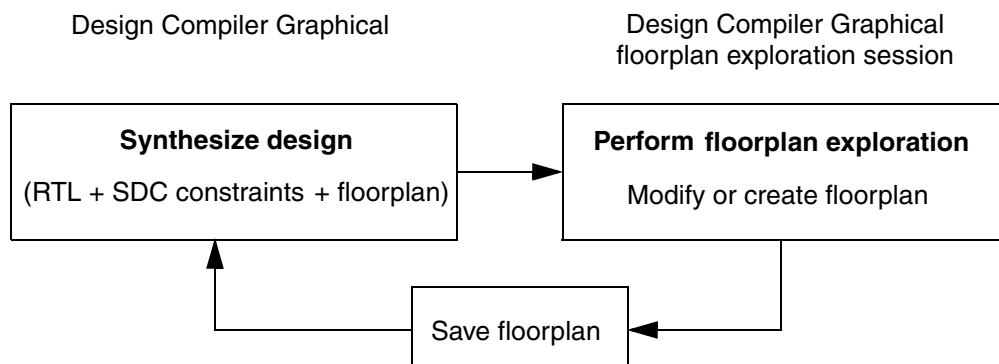 Design Compiler Graphical
Design Compiler Graphical
floorplan exploration session
Synthesize design
(RTL + SDC constraints + floorplan)
Perform floorplan exploration
Modify or create floorplan
Save floorplan